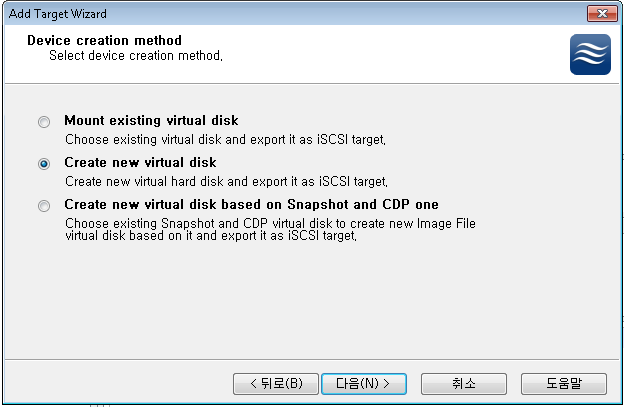 Add Target Wizard
Device creation method
Select device creation method,
Mount existing virtual disk
Choose existing virtual disk and export it as iSCSI target,
Create new virtual disk
Create new virtual hard disk and export it as iSCSI target,
Create new virtual disk based on Snapshot and CDP one
Choose existing Snapshot and CDP virtual disk to create new Image File
virtual disk based on it and export it as iSCSI target,
< 뒤로(B) 다음(N) > 취소 도움말